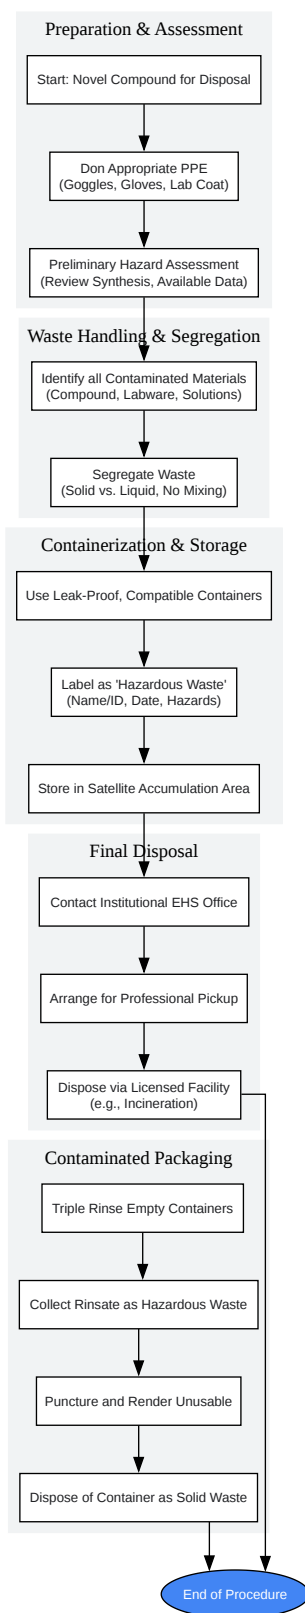 Preparation & Assessment
Start: Novel Compound for Disposal
Don Appropriate PPE
(Goggles, Gloves, Lab Coat)
Preliminary Hazard Assessment
(Review Synthesis, Available Data)
Waste Handling & Segregation
Identify all Contaminated Materials
(Compound, Labware, Solutions)
Segregate Waste
(Solid vs. Liquid, No Mixing)
Containerization & Storage
Use Leak-Proof, Compatible Containers
Label as 'Hazardous Waste'
(Name/ID, Date, Hazards)
Store in Satellite Accumulation Area
Final Disposal
Contact Institutional EHS Office
Arrange for Professional Pickup
Dispose via Licensed Facility
(e.g., Incineration)
Contaminated Packaging
Triple Rinse Empty Containers
Collect Rinsate as Hazardous Waste
Puncture and Render Unusable
Dispose of Container as Solid Waste
End of Procedure